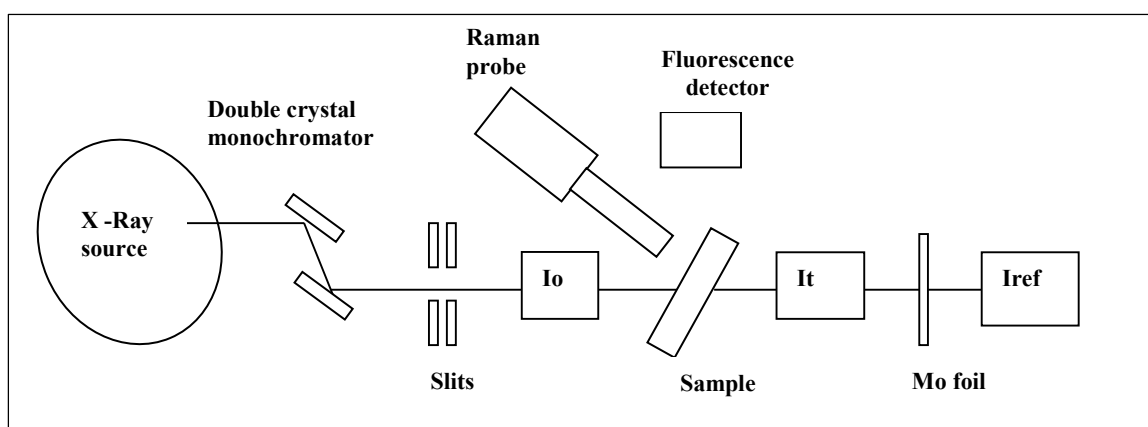 Raman
probe
Fluorescence
detector
Double crystal
monochromator
X -Ray
source
Io
It
Iref
Slits
Sample
Mo foil